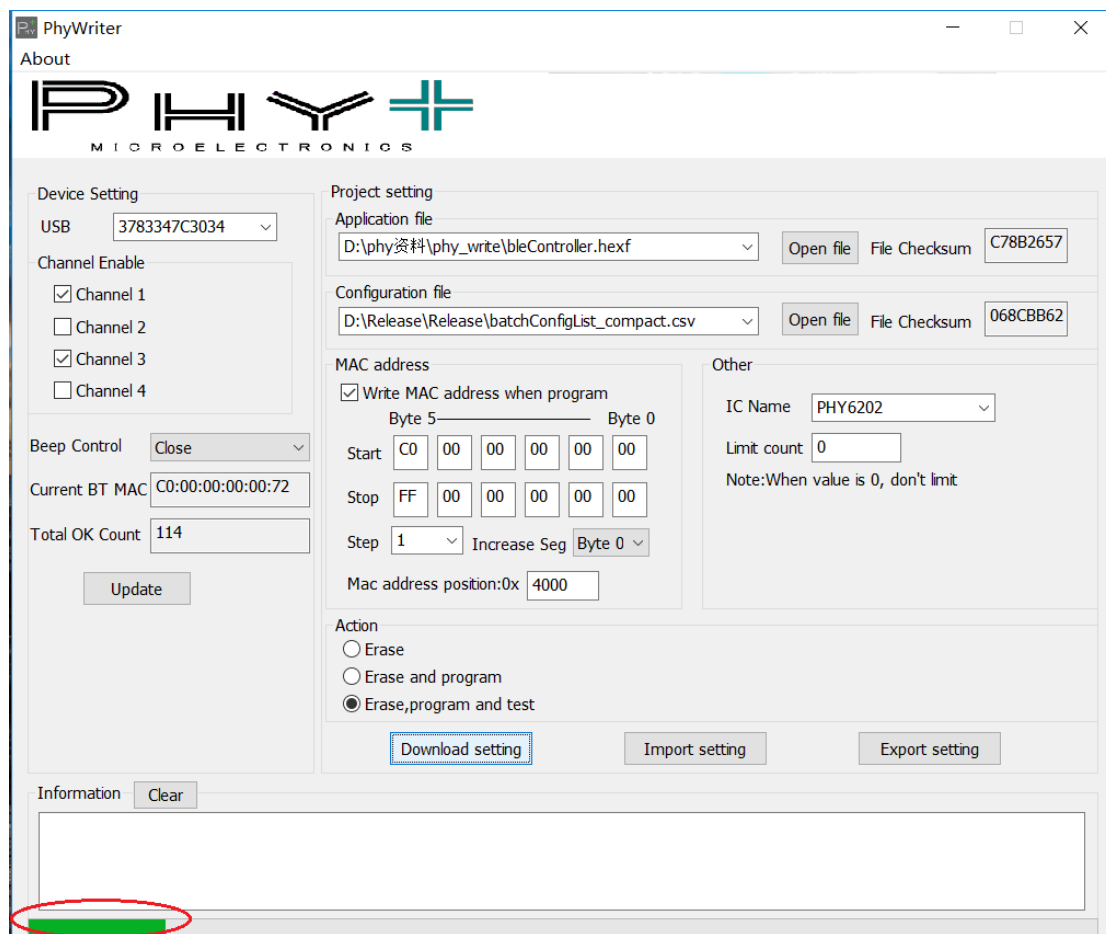 PhyWriter
About
PHY+
MICROELECTRONICS
Device Setting
USB 3783347C3034
Channel Enable
Channel 1
Channel 2
Channel 3
Channel 4
Beep Control Close
Current BT MAC C0:00:00:00:00:72
Total OK Count 114
Update
Project setting
Application file
D:\phy资料\phy_write\bleController.hexf Open file File Checksum C78B2657
Configuration file
D:\Release\Release\batchConfigList_compact.csv Open file File Checksum 068CBB62
MAC address
Write MAC address when program
Byte 5 Byte 0
Start C0 00 00 00 00 00
Stop FF 00 00 00 00 00
Step 1 Increase Seg Byte 0
Mac address position:0x 4000
Other
IC Name PHY6202
Limit count 0
Note:When value is 0, don't limit
Action
Erase
Erase and program
Erase,program and test
Download setting Import setting Export setting
Information Clear